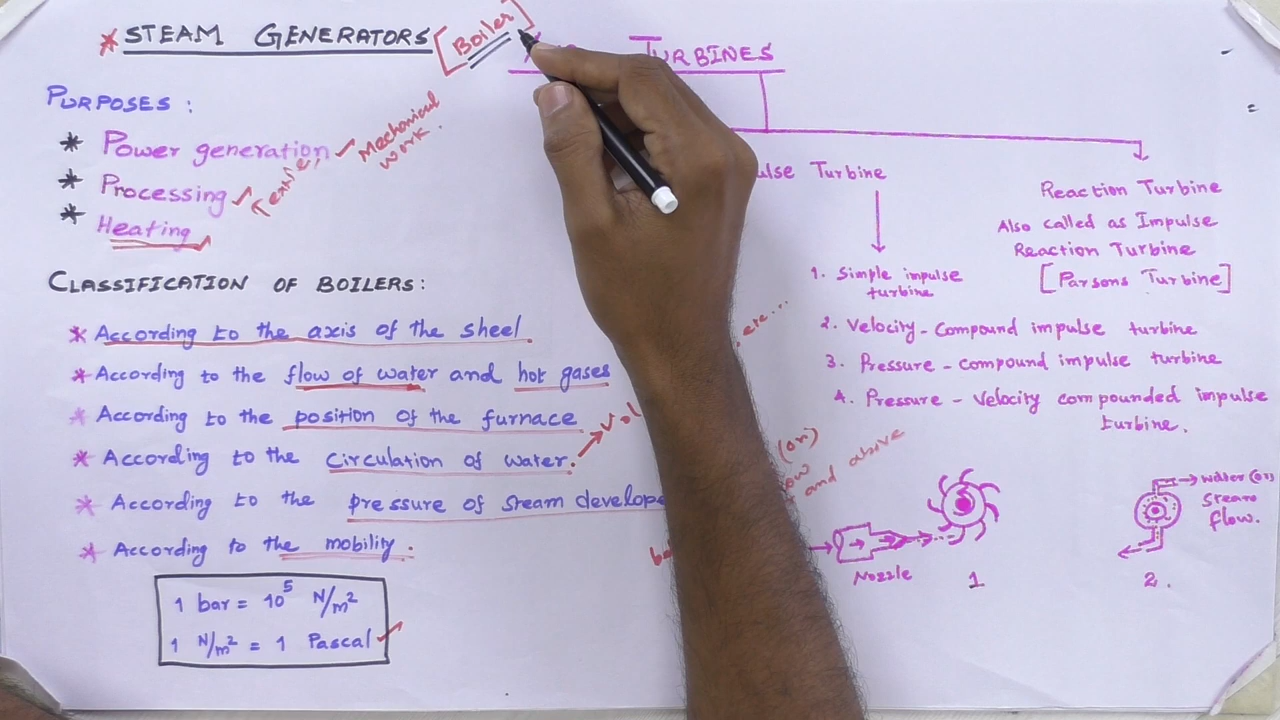 * STEAM GENERATORS [Boiler]
PURPOSES :
* Power generation
Mechanical
work.
* Processing
* Heating
CLASSIFICATION OF BOILERS:
* According to the axis of the sheel
* According to the flow of water and hot gases
* According to the position of the furnace
* According to the circulation of water.
* According to the pressure of steam develope
* According to the mobility.
1 bar = 10⁵ N/m²
1 N/m² = 1 Pascal
TURBINES
ulse Turbine
1. Simple impulse
turbine
2. Velocity - Compound impulse turbine
3. Pressure - compound impulse turbine
4. Pressure - Velocity compounded impulse
turbine.
Reaction Turbine
Also called as Impulse
Reaction Turbine
[Parsons Turbine]
etc...
(or)
and above
Nozzle
1
water (or)
Steam
flow.
2.